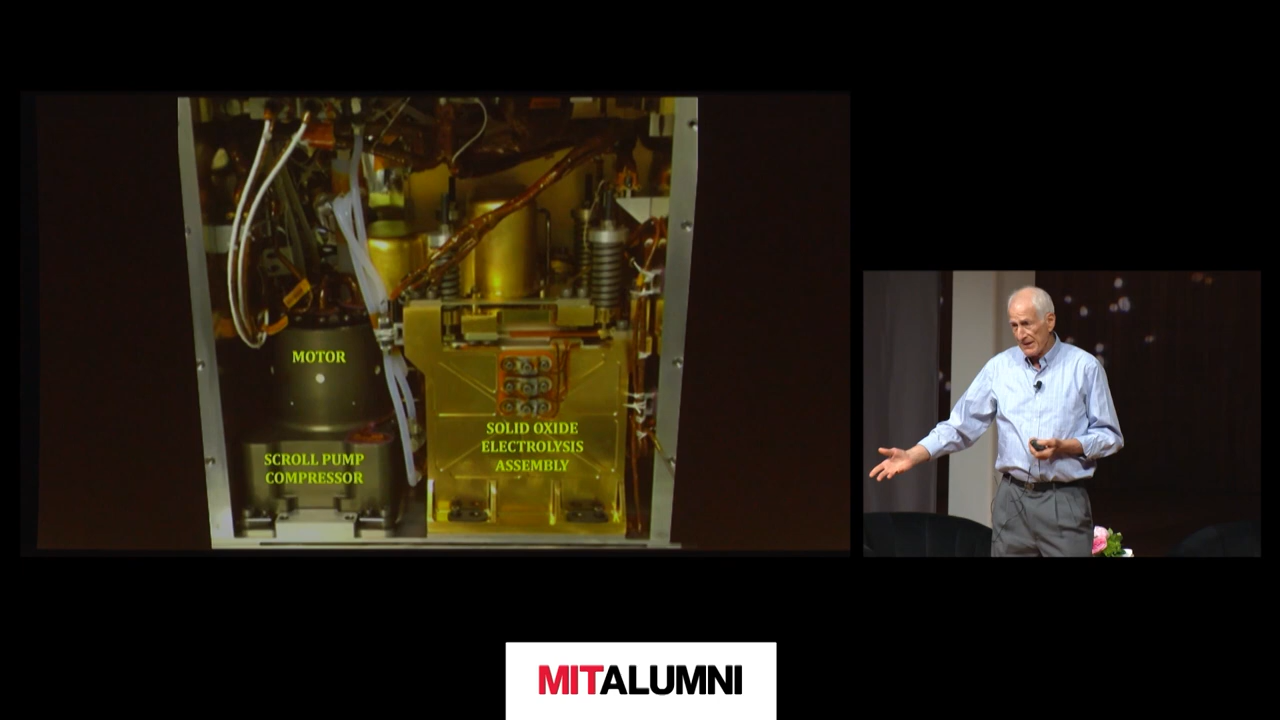 MOTOR
SCROLL PUMP
COMPRESSOR
SOLID OXIDE
ELECTROLYSIS
ASSEMBLY
MITALUMNI